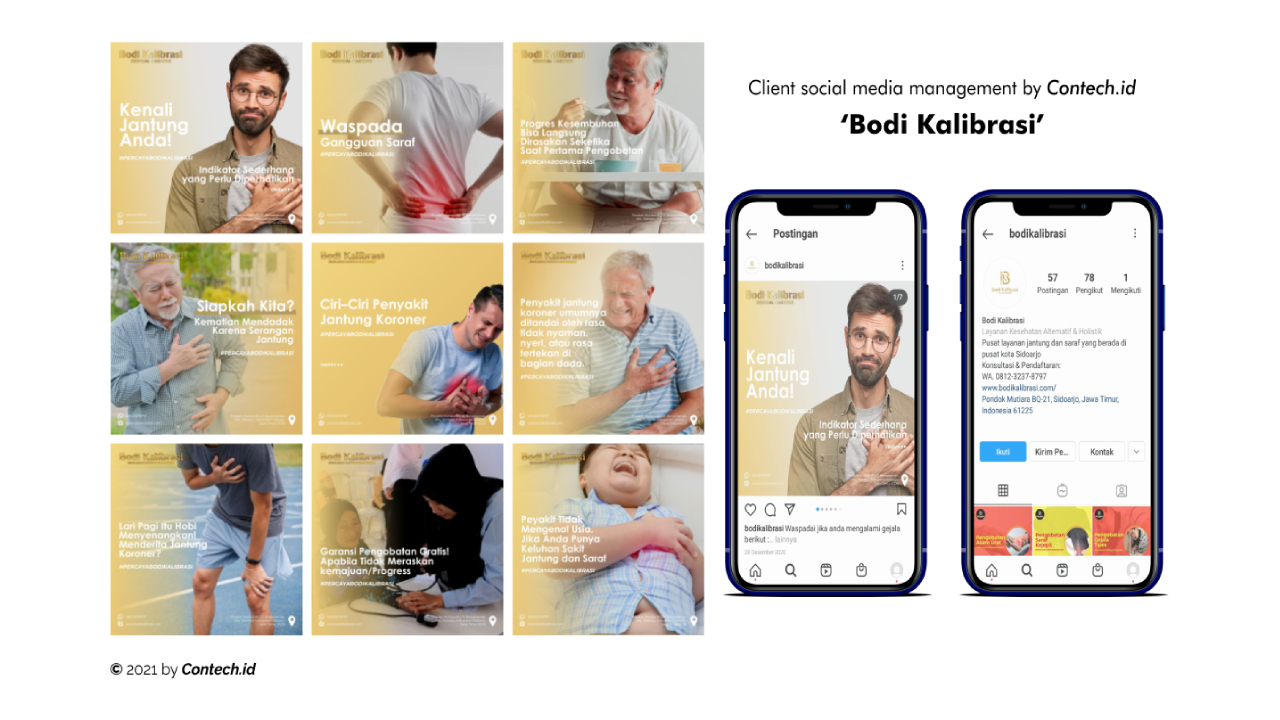 Client social media management by Contech.id
‘Bodi Kalibrasi’
Bodi Kalibrasi
Kenali
Jantung
Anda!
#PERCAYABODIKALIBRASI
Indikator Sederhana
yang Perlu Diperhatikan
Bodi Kalibrasi
Waspada
Gangguan Saraf
#PERCAYABODIKALIBRASI
Bodi Kalibrasi
Progres Kesembuhan
Bisa Langsung
Dirasakan Seketika
Saat Pertama Pengobatan
#PERCAYABODIKALIBRASI
Bodi Kalibrasi
Siapkah Kita?
Kematian Mendadak
Karena Serangan
Jantung
#PERCAYABODIKALIBRASI
Bodi Kalibrasi
Ciri-Ciri Penyakit
Jantung Koroner
#PERCAYABODIKALIBRASI
Bodi Kalibrasi
Penyakit jantung
koroner umumnya
ditandai oleh rasa
tidak nyaman,
nyeri, atau rasa
tertekan di
bagian dada.
#PERCAYABODIKALIBRASI
Bodi Kalibrasi
Lari Pagi Itu Hobi
Menyenangkan!
Menderita Jantung
Koroner?
#PERCAYABODIKALIBRASI
Bodi Kalibrasi
Garansi Pengobatan Gratis!
Apabila Tidak Meraskan
kemajuan/Progress
#PERCAYABODIKALIBRASI
Bodi Kalibrasi
Peyakit Tidak
Mengenal Usia.
Jika Anda Punya
Keluhan Sakit
Jantung dan Saraf
#PERCAYABODIKALIBRASI
Postingan
bodikalibrasi
Bodi Kalibrasi
1/7
Kenali
Jantung
Anda!
#PERCAYABODIKALIBRASI
Indikator Sederhana
yang Perlu Diperhatikan
bodikalibrasi Waspadai jika anda mengalami gejala
berikut :.. lainnya
28 Desember 2020
bodikalibrasi
57 78 1
Postingan Pengikut Mengikuti
Bodi Kalibrasi
Layanan Kesehatan Alternatif & Holistik
Pusat layanan jantung dan saraf yang berada di
pusat kota Sidoarjo
Konsultasi & Pendaftaran:
WA. 0812-3237-8797
www.bodikalibrasi.com/
Pondok Mutiara BQ-21, Sidoarjo, Jawa Timur,
Indonesia 61225
Ikuti Kirim Pe... Kontak
© 2021 by Contech.id